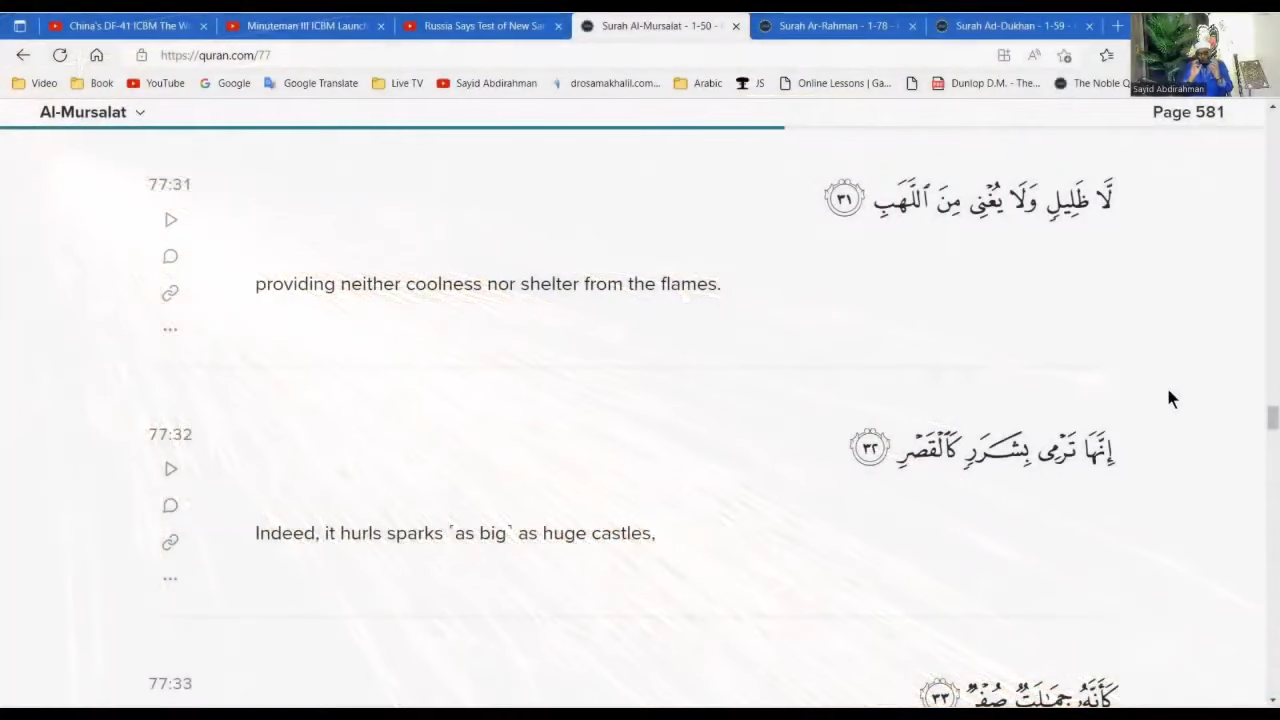 China's DF-41 ICBM The W
Minuteman III ICBM Launch
Russia Says Test of New Sar
Surah Al-Mursalat - 1-50 -
Surah Ar-Rahman - 1-78 -
Surah Ad-Dukhan - 1-59 -
https://quran.com/77
Video
Book
YouTube
Google
Google Translate
Live TV
Sayid Abdirahman
drosamakhalil.com...
Arabic
JS
Online Lessons | Ga...
Dunlop D.M. - The...
The Noble Q
Sayid Abdirahman
Al-Mursalat
Page 581
77:31
لَّا ظَلِيلٍ وَلَا يُغْنِى مِنَ ٱللَّهَبِ ٣١
providing neither coolness nor shelter from the flames.
77:32
إِنَّهَا تَرْمِى بِشَرَرٍ كَٱلْقَصْرِ ٣٢
Indeed, it hurls sparks ˹as big˺ as huge castles,
77:33
كَأَنَّهُۥ جِمَـٰلَتٌ صُفْرٌ ٣٣